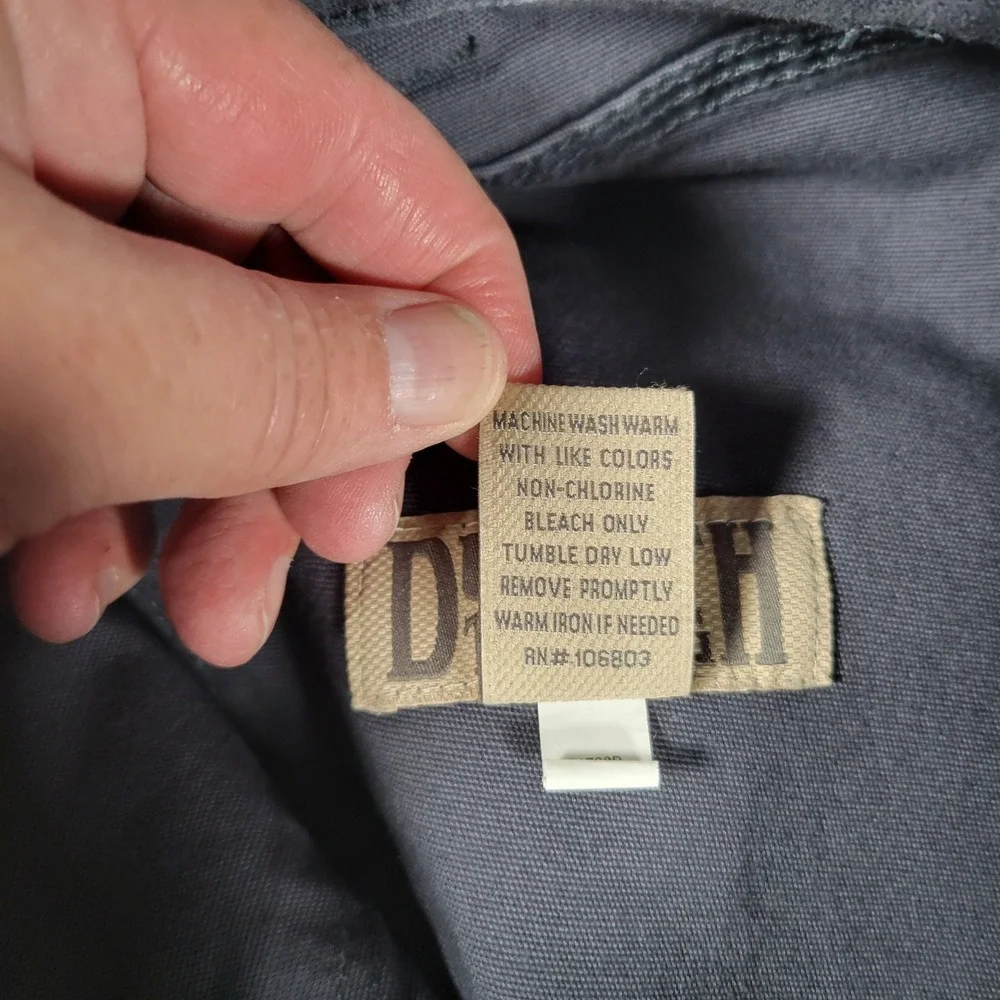 MACHINE WASH WARM
WITH LIKE COLORS
NON-CHLORINE
BLEACH ONLY
TUMBLE DRY LOW
REMOVE PROMPTLY
WARM IRON IF NEEDED
RN# 106803